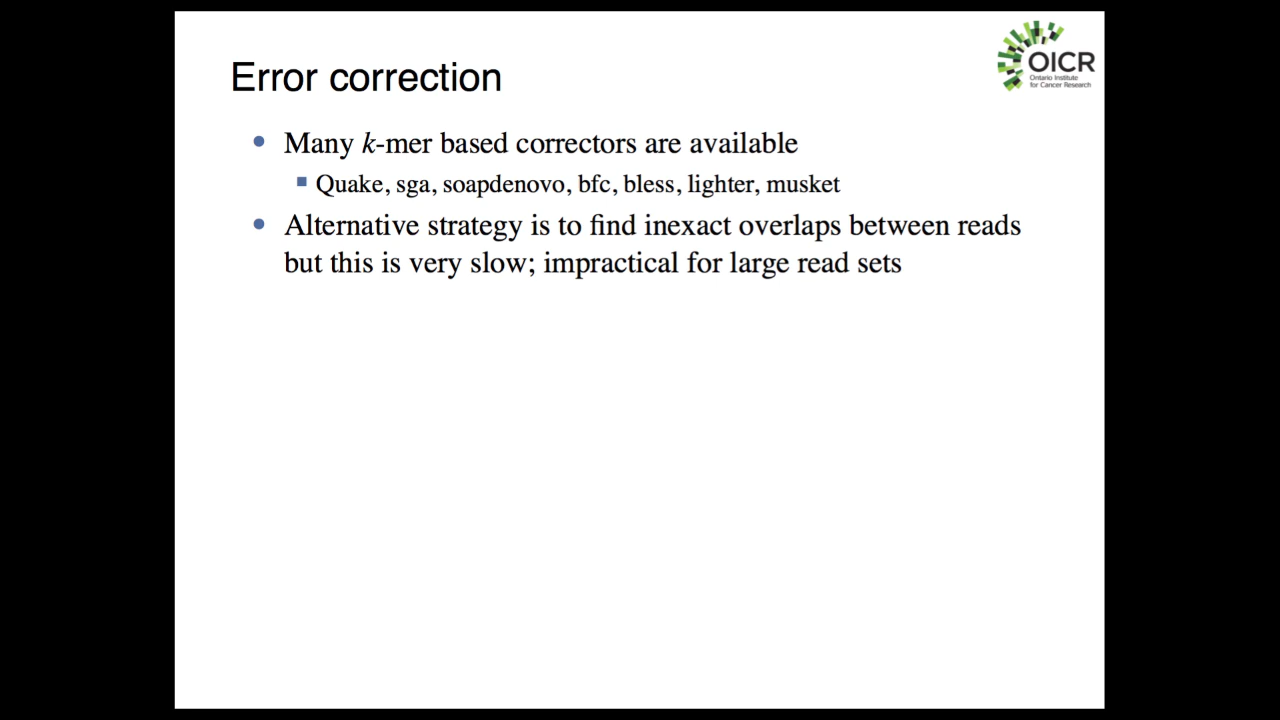 Error correction
OICR
Ontario Institute
for Cancer Research
Many k-mer based correctors are available
Quake, sga, soapdenovo, bfc, bless, lighter, musket
Alternative strategy is to find inexact overlaps between reads
but this is very slow; impractical for large read sets